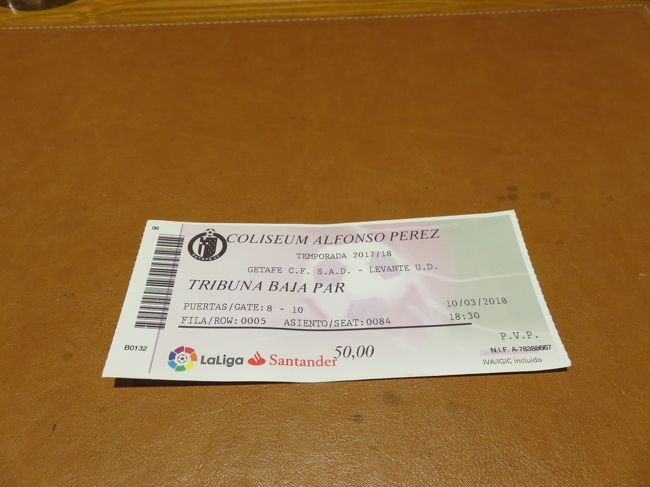 96
COLISEUM ALFONSO PEREZ
TEMPORADA 2017/18
GETAFE C.F. S.A.D. - LEVANTE U.D.
TRIBUNA BAJA PAR
PUERTAS/GATE: 8 - 10
10/03/2018
FILA/ROW: 0005 ASIENTO/SEAT: 0084
18:30
P.V.P.
B0132
LaLiga Santander
50,00
N.I.F. A-78389667
IVA/IGIC incluido